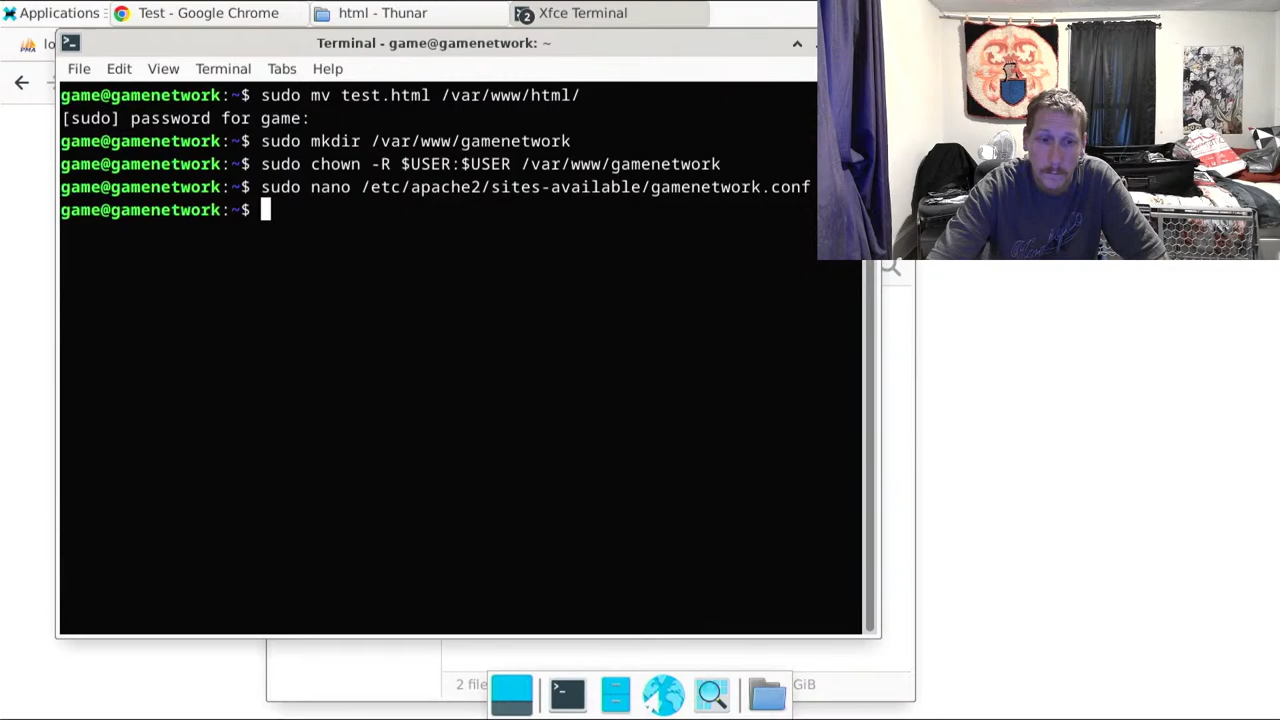 Applications
Test - Google Chrome
html - Thunar
2
Xfce Terminal
Terminal - game@gamenetwork: ~
File Edit View Terminal Tabs Help
game@gamenetwork:~$ sudo mv test.html /var/www/html/
[sudo] password for game:
game@gamenetwork:~$ sudo mkdir /var/www/gamenetwork
game@gamenetwork:~$ sudo chown -R $USER:$USER /var/www/gamenetwork
game@gamenetwork:~$ sudo nano /etc/apache2/sites-available/gamenetwork.conf
game@gamenetwork:~$
2 file
GiB